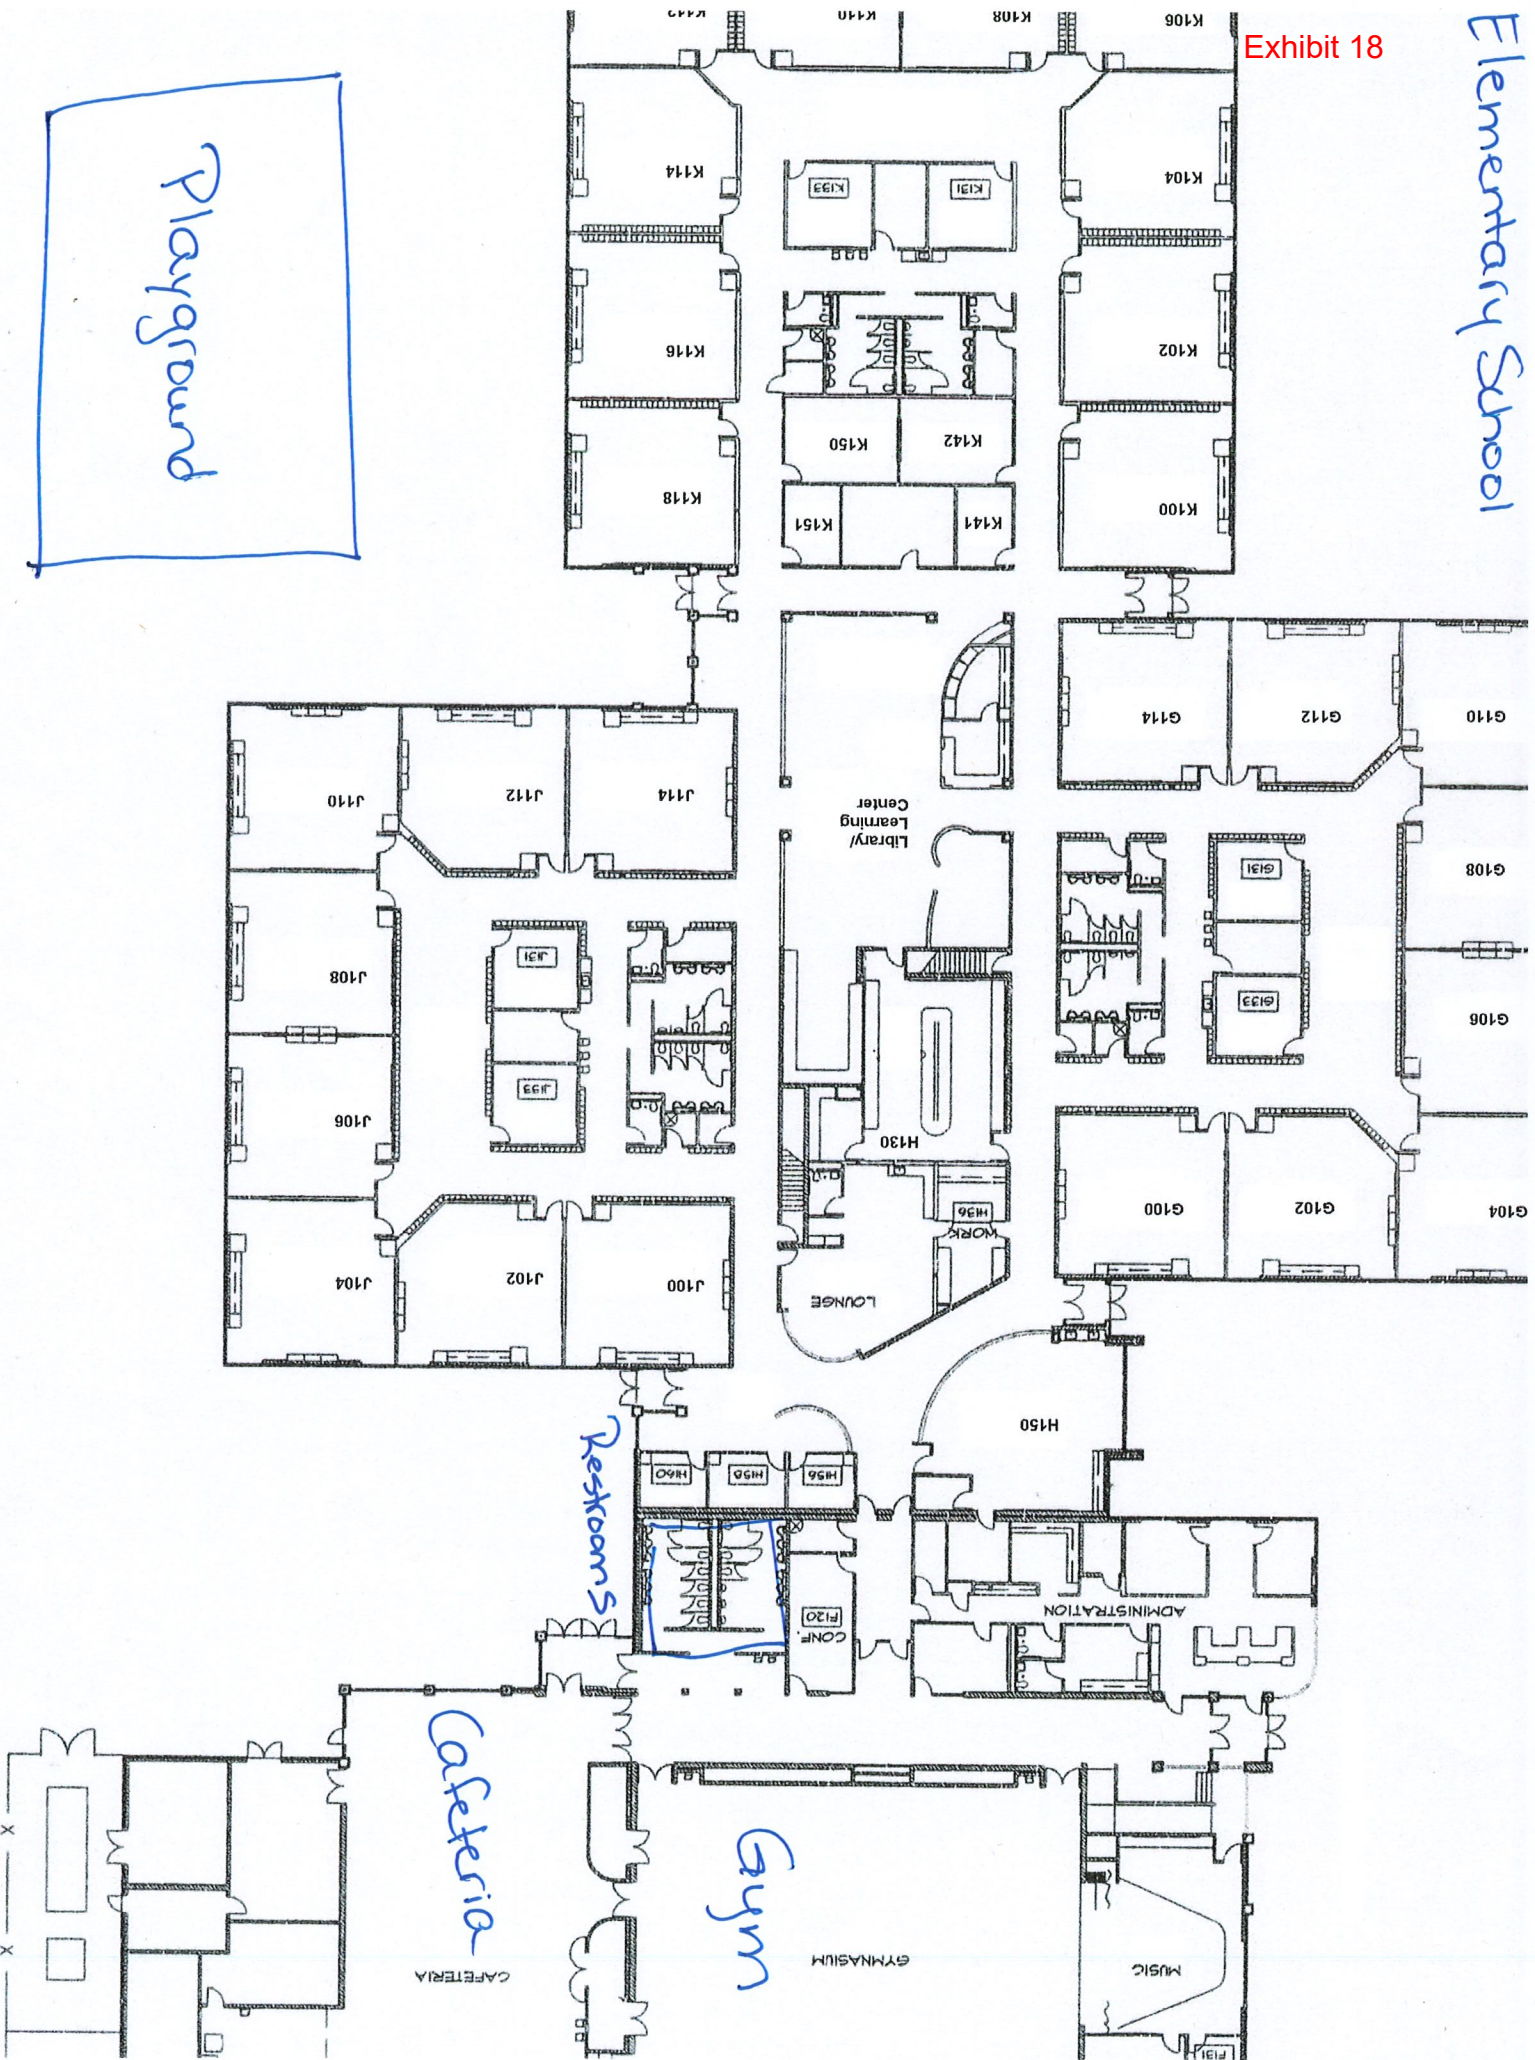 K112
K110
K108
K106
Exhibit 18
Elementary School
Playground
K114
K133
K131
K104
K116
K102
K150
K142
K118
K151
K141
K100
G114
G112
G110
J110
J112
J114
Library/
Learning
Center
G131
G108
J108
J131
G133
G106
J106
J133
H130
G100
G102
G104
H136
WORK
J104
J102
J100
LOUNGE
H150
Restrooms
H160
H158
H156
F120
CONF.
ADMINISTRATION
Cafeteria
Gym
CAFETERIA
GYMNASIUM
MUSIC
F131
X
X